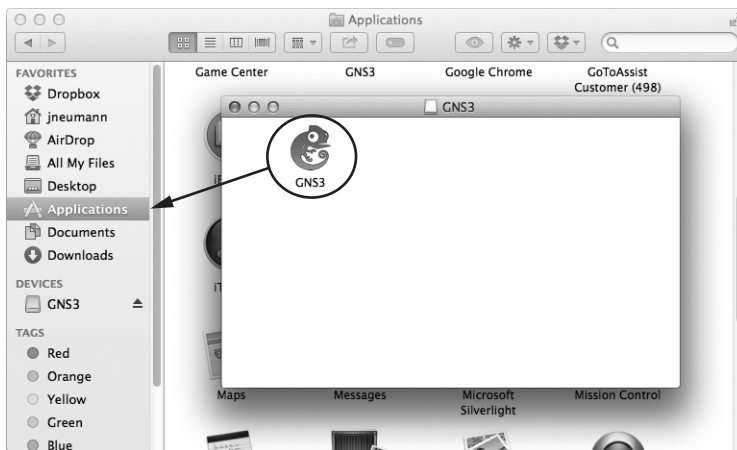 Applications
FAVORITES
Dropbox
jneumann
AirDrop
All My Files
Desktop
Applications
Documents
Downloads
DEVICES
GNS3
TAGS
Red
Orange
Yellow
Green
Blue
Game Center
GNS3
Google Chrome
GoToAssist
Customer (498)
GNS3
GNS3
Maps
Messages
Microsoft
Silverlight
Mission Control